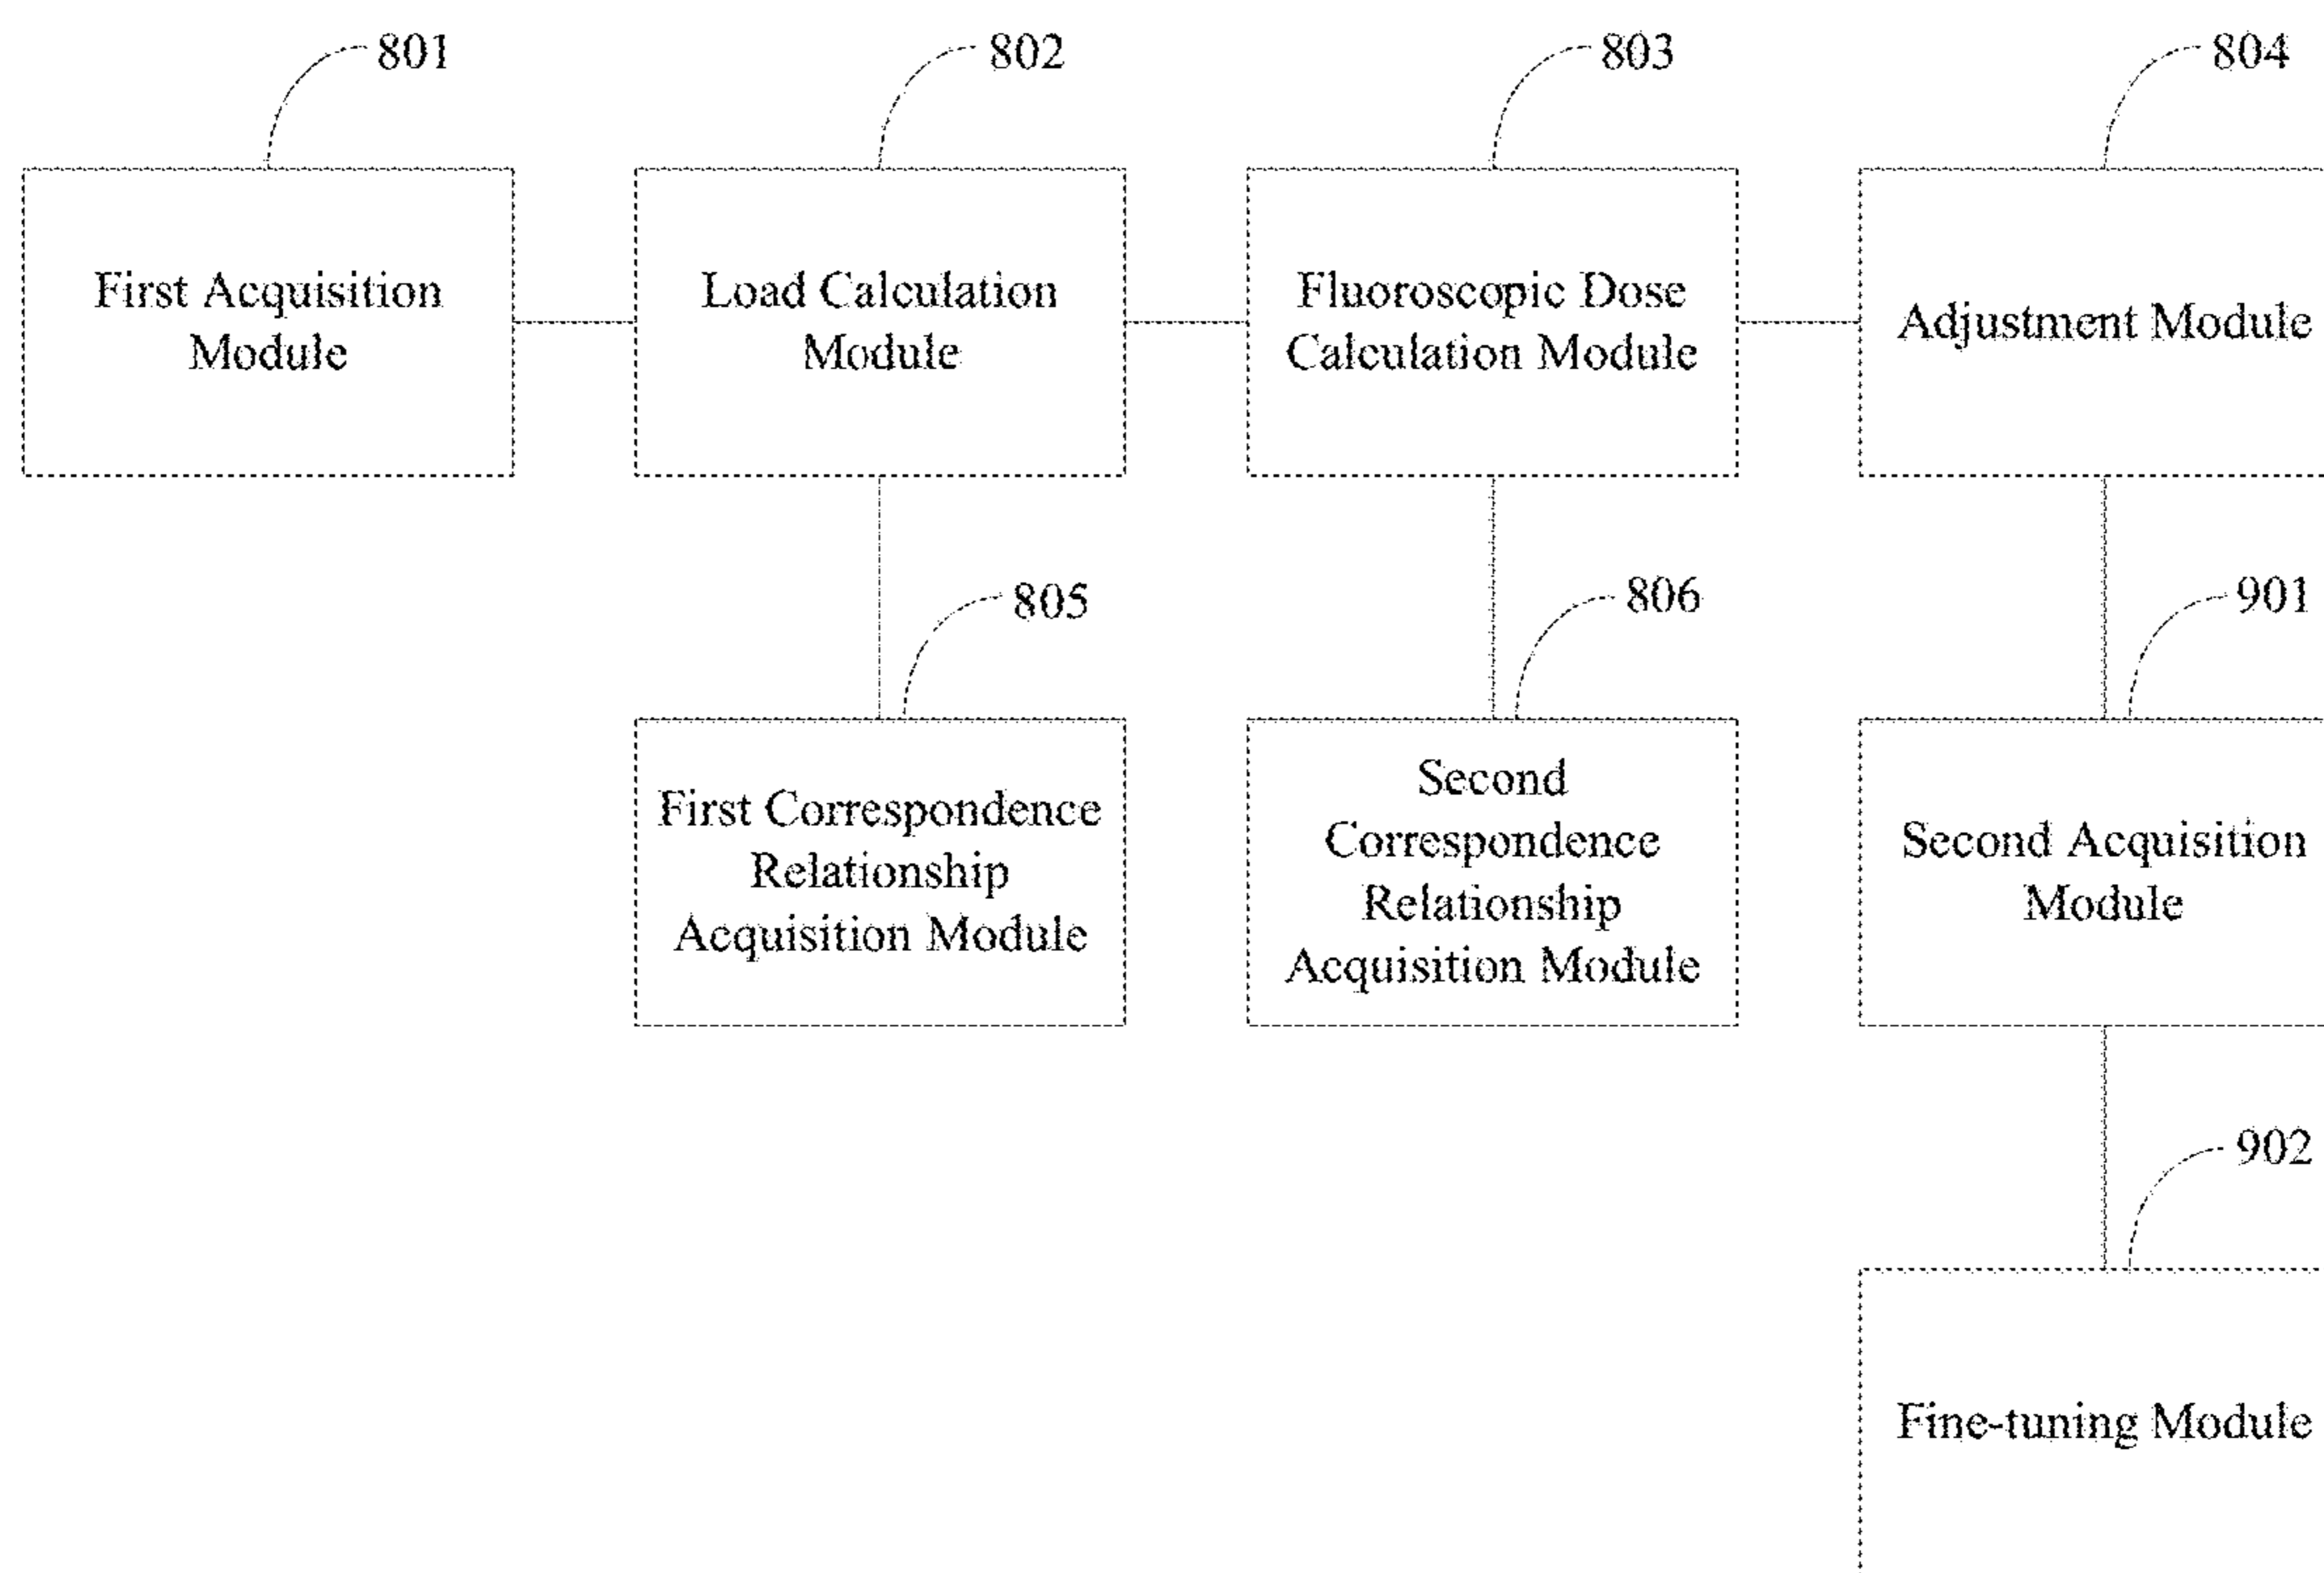 801
802
803
804
First Acquisition
Module
Load Calculation
Module
Fluoroscopic Dose
Calculation Module
Adjustment Module
805
806
901
First Correspondence
Relationship
Acquisition Module
Second
Correspondence
Relationship
Acquisition Module
Second Acquisition
Module
902
Fine-tuning Module